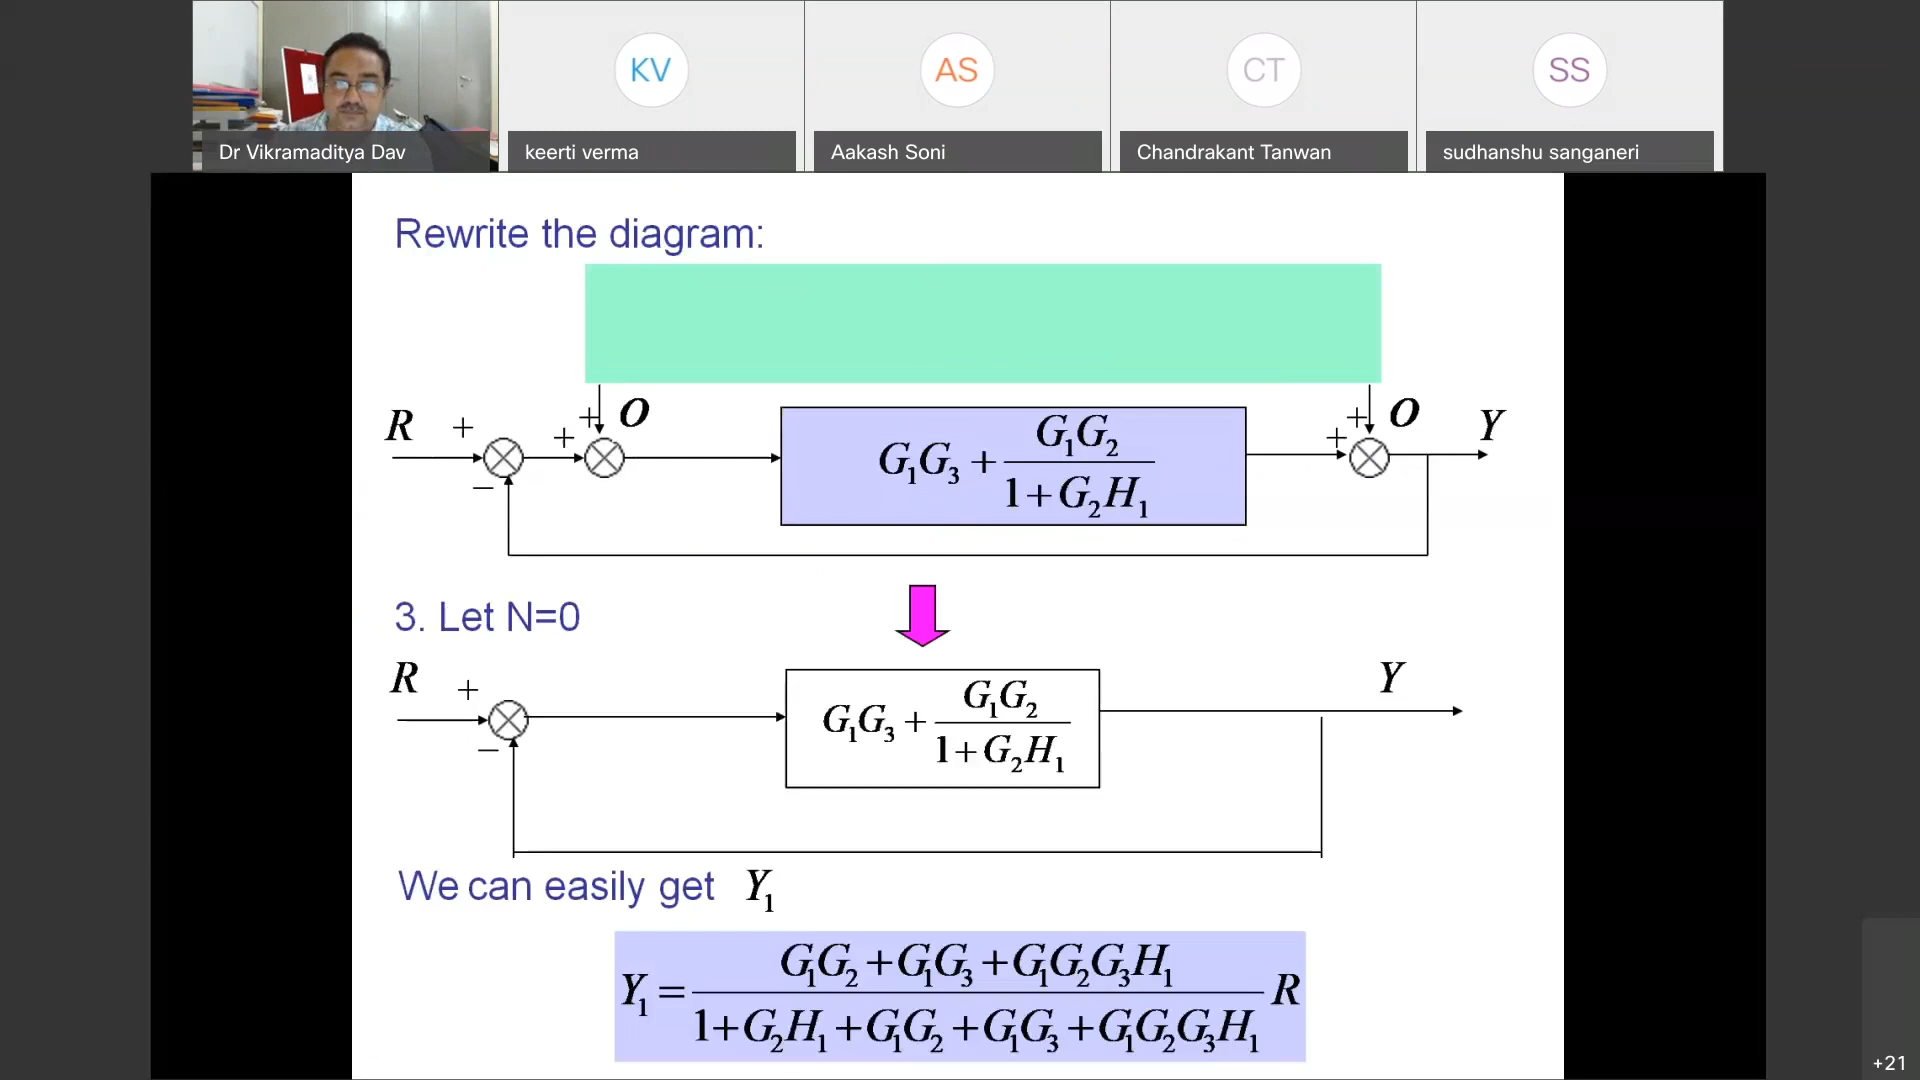 KV
AS
CT
SS
Dr Vikramaditya Dav
keerti verma
Aakash Soni
Chandrakant Tanwan
sudhanshu sanganeri
Rewrite the diagram:
R + − + + O G₁G₃ + G₁G₂ / 1+G₂H₁ + + O Y
3. Let N=0
R + − G₁G₃ + G₁G₂ / 1+G₂H₁ Y
We can easily get Y₁
Y₁ = G₁G₂+G₁G₃+G₁G₂G₃H₁ / 1+G₂H₁+G₁G₂+G₁G₃+G₁G₂G₃H₁ R
+21